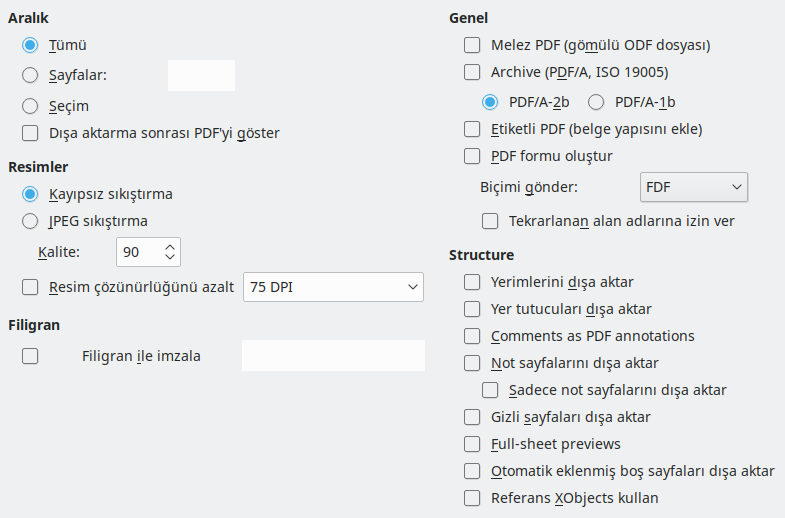 Aralık
Tümü
Sayfalar:
Seçim
Dışa aktarma sonrası PDF'yi göster
Resimler
Kayıpsız sıkıştırma
JPEG sıkıştırma
Kalite: 90
Resim çözünürlüğünü azalt 75 DPI
Filigran
Filigran ile imzala
Genel
Melez PDF (gömülü ODF dosyası)
Archive (PDF/A, ISO 19005)
PDF/A-2b PDF/A-1b
Etiketli PDF (belge yapısını ekle)
PDF formu oluştur
Biçimi gönder: FDF
Tekrarlanan alan adlarına izin ver
Structure
Yerimlerini dışa aktar
Yer tutucuları dışa aktar
Comments as PDF annotations
Not sayfalarını dışa aktar
Sadece not sayfalarını dışa aktar
Gizli sayfaları dışa aktar
Full-sheet previews
Otomatik eklenmiş boş sayfaları dışa aktar
Referans XObjects kullan